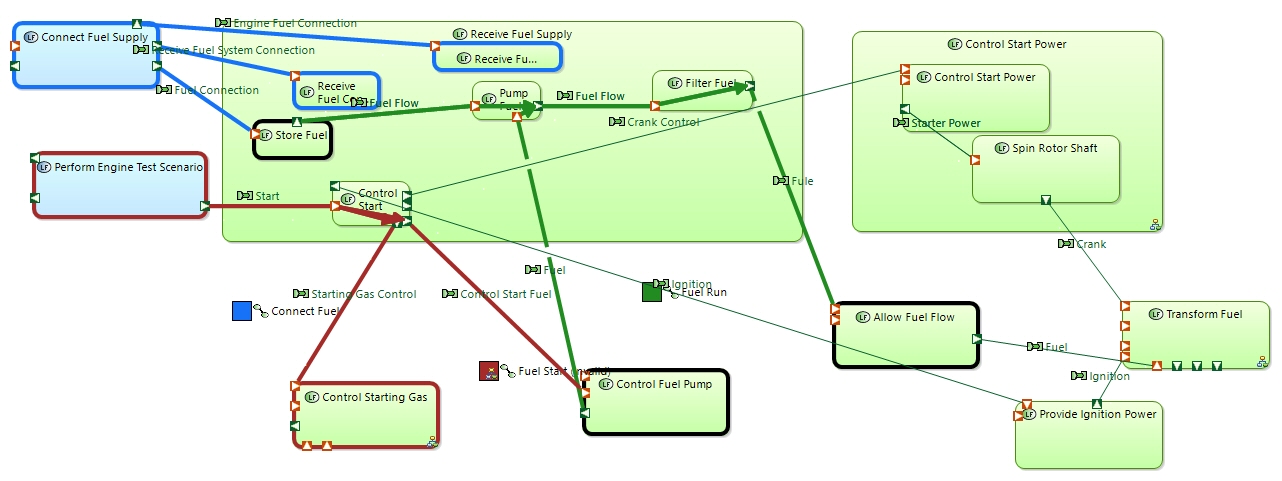 Engine Fuel Connection
LF Connect Fuel Supply
LF Receive Fuel Supply
LF Control Start Power
Receive Fuel System Connection
LF Receive Fu...
LF Control Start Power
LF Filter Fuel
Fuel Connection
LF Receive
Fuel Flow
LF Pump
Fuel Flow
Crank Control
Starter Power
LF Store Fuel
LF Spin Rotor Shaft
LF Perform Engine Test Scenario
Fule
Start
LF Control
Start
Crank
Fuel
Ignition
Fuel Run
Starting Gas Control
Control Start Fuel
Connect Fuel
LF Allow Fuel Flow
LF Transform Fuel
Fuel
Fuel Start (invalid)
Ignition
LF Control Fuel Pump
LF Control Starting Gas
LF Provide Ignition Power